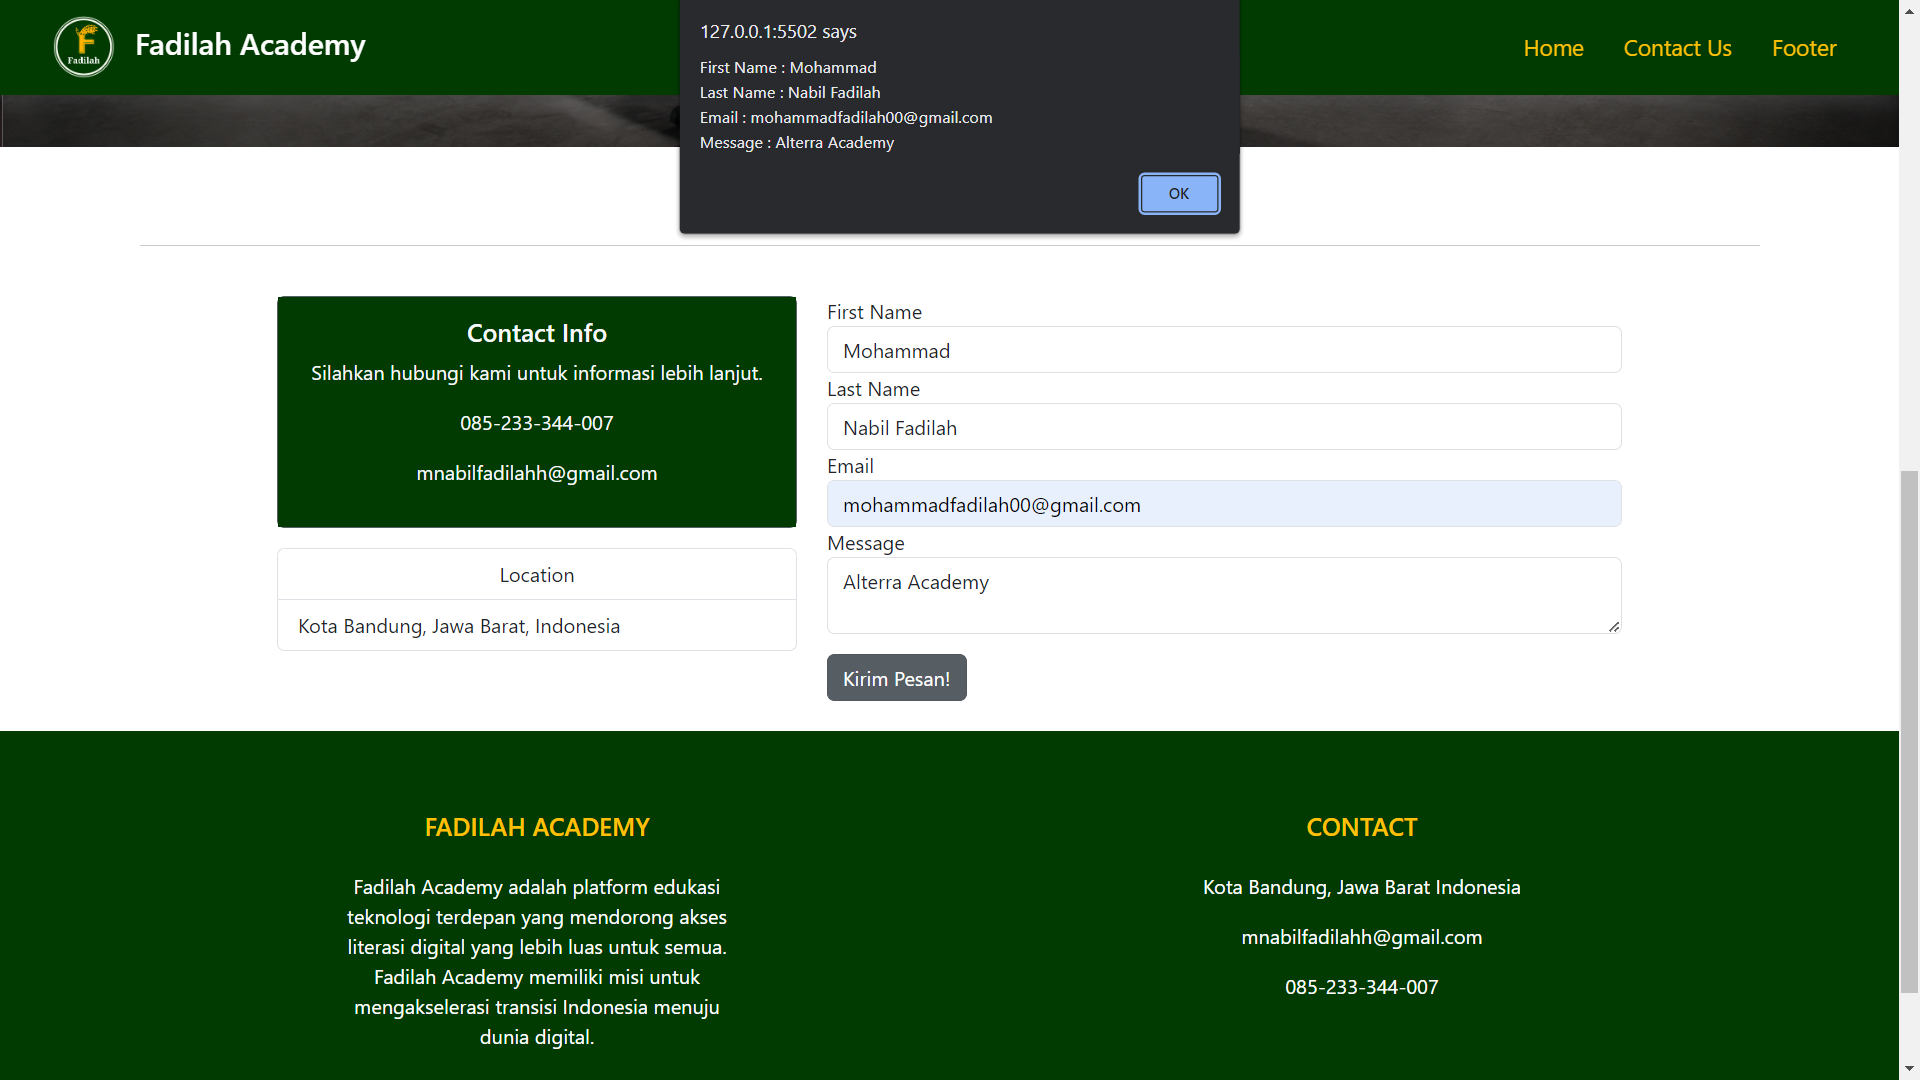 F
Fadilah
Fadilah Academy
Home
Contact Us
Footer
127.0.0.1:5502 says
First Name : Mohammad
Last Name : Nabil Fadilah
Email : mohammadfadilah00@gmail.com
Message : Alterra Academy
OK
Contact Info
Silahkan hubungi kami untuk informasi lebih lanjut.
085-233-344-007
mnabilfadilahh@gmail.com
Location
Kota Bandung, Jawa Barat, Indonesia
First Name
Mohammad
Last Name
Nabil Fadilah
Email
mohammadfadilah00@gmail.com
Message
Alterra Academy
Kirim Pesan!
FADILAH ACADEMY
Fadilah Academy adalah platform edukasi
teknologi terdepan yang mendorong akses
literasi digital yang lebih luas untuk semua.
Fadilah Academy memiliki misi untuk
mengakselerasi transisi Indonesia menuju
dunia digital.
CONTACT
Kota Bandung, Jawa Barat Indonesia
mnabilfadilahh@gmail.com
085-233-344-007